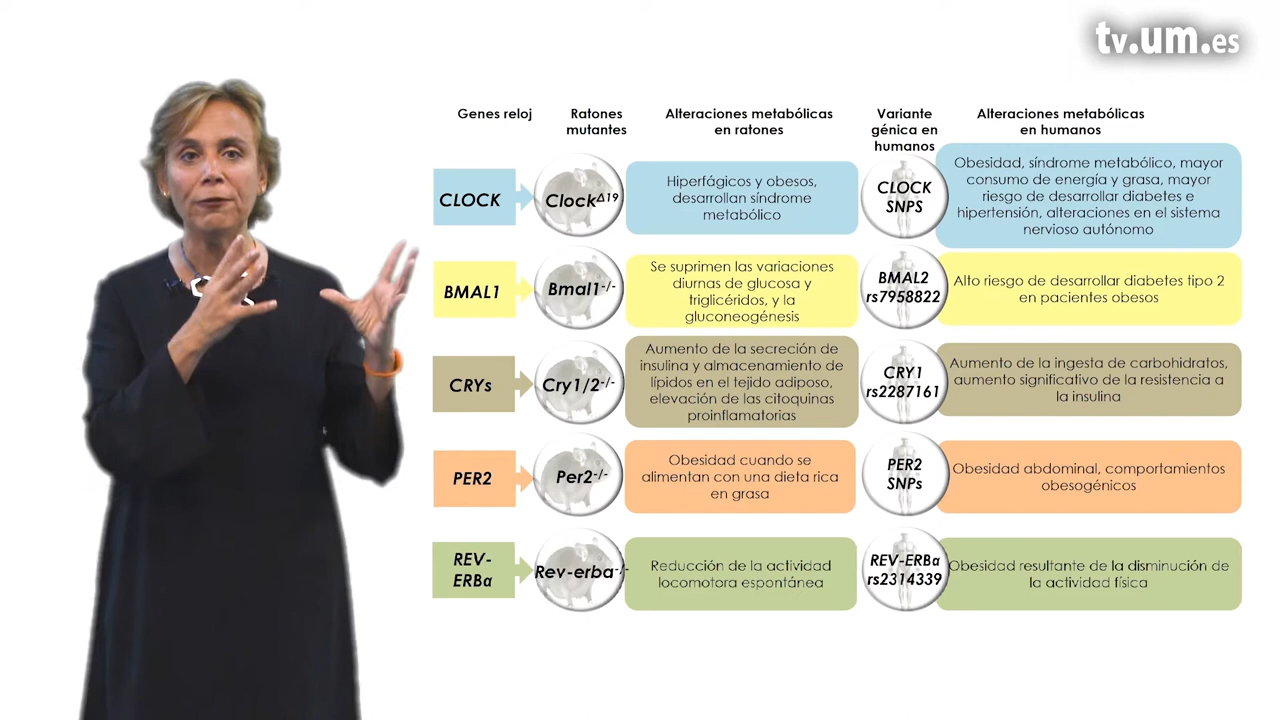 tv.um.es
Genes reloj
Ratones
mutantes
Alteraciones metabólicas
en ratones
Variante
génica en
humanos
Alteraciones metabólicas
en humanos
CLOCK
Clock^Δ19
Hiperfágicos y obesos,
desarrollan síndrome
metabólico
CLOCK
SNPS
Obesidad, síndrome metabólico, mayor
consumo de energía y grasa, mayor
riesgo de desarrollar diabetes e
hipertensión, alteraciones en el sistema
nervioso autónomo
BMAL1
Bmal1-/-
Se suprimen las variaciones
diurnas de glucosa y
triglicéridos, y la
gluconeogénesis
BMAL2
rs7958822
Alto riesgo de desarrollar diabetes tipo 2
en pacientes obesos
CRYs
Cry1/2-/-
Aumento de la secreción de
insulina y almacenamiento de
lípidos en el tejido adiposo,
elevación de las citoquinas
proinflamatorias
CRY1
rs2287161
Aumento de la ingesta de carbohidratos,
aumento significativo de la resistencia a
la insulina
PER2
Per2-/-
Obesidad cuando se
alimentan con una dieta rica
en grasa
PER2
SNPs
Obesidad abdominal, comportamientos
obesogénicos
REV-
ERBα
Rev-erba-/-
Reducción de la actividad
locomotora espontánea
REV-ERBα
rs2314339
Obesidad resultante de la disminución de
la actividad física